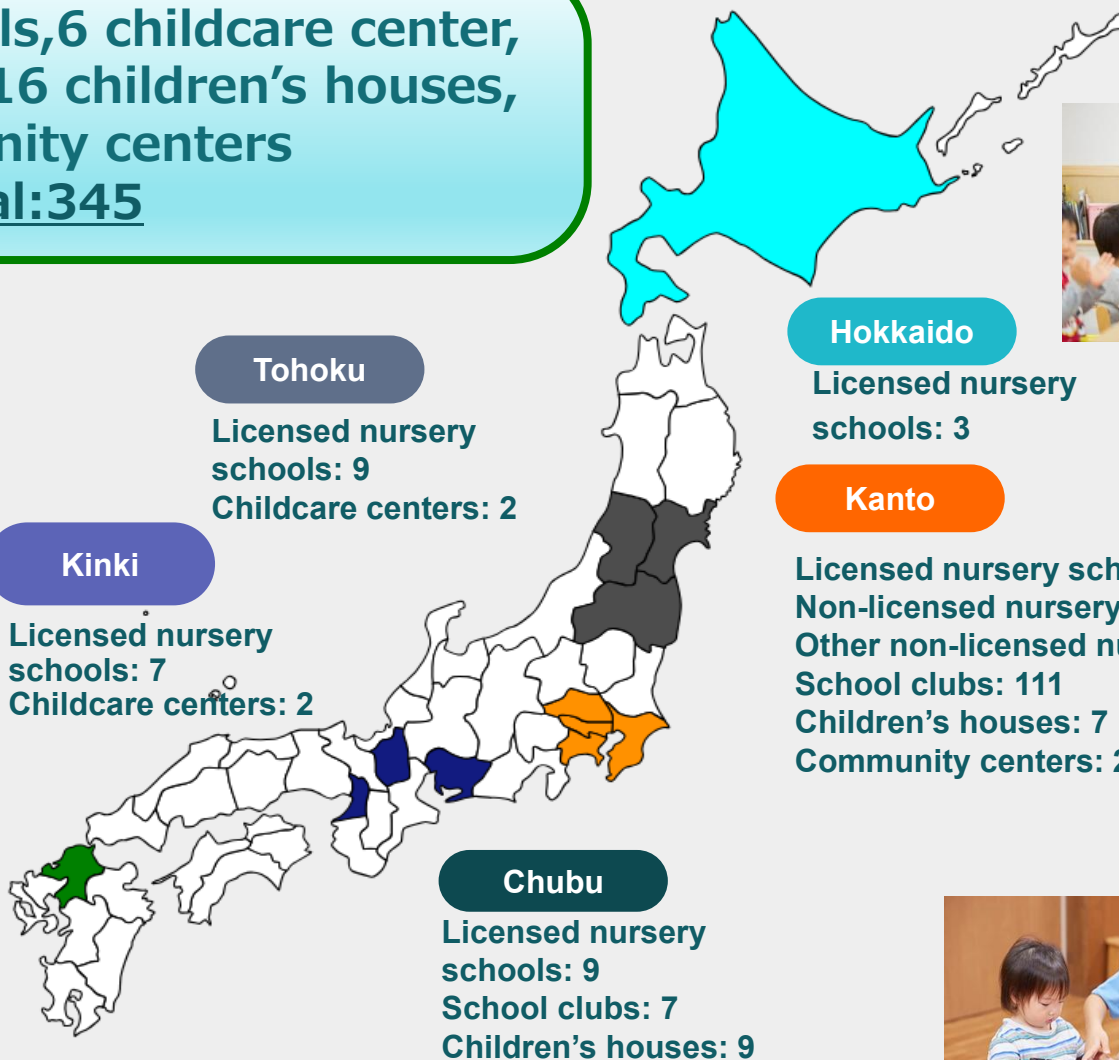 ls,6 childcare center,
16 children's houses,
nity centers
al:345
Hokkaido
Licensed nursery
schools: 3
Tohoku
Licensed nursery
schools: 9
Childcare centers: 2
Kanto
Licensed nursery sch
Non-licensed nursery
Other non-licensed nu
School clubs: 111
Children's houses: 7
Community centers: 2
Kinki
Licensed nursery
schools: 7
Childcare centers: 2
Chubu
Licensed nursery
schools: 9
School clubs: 7
Children's houses: 9